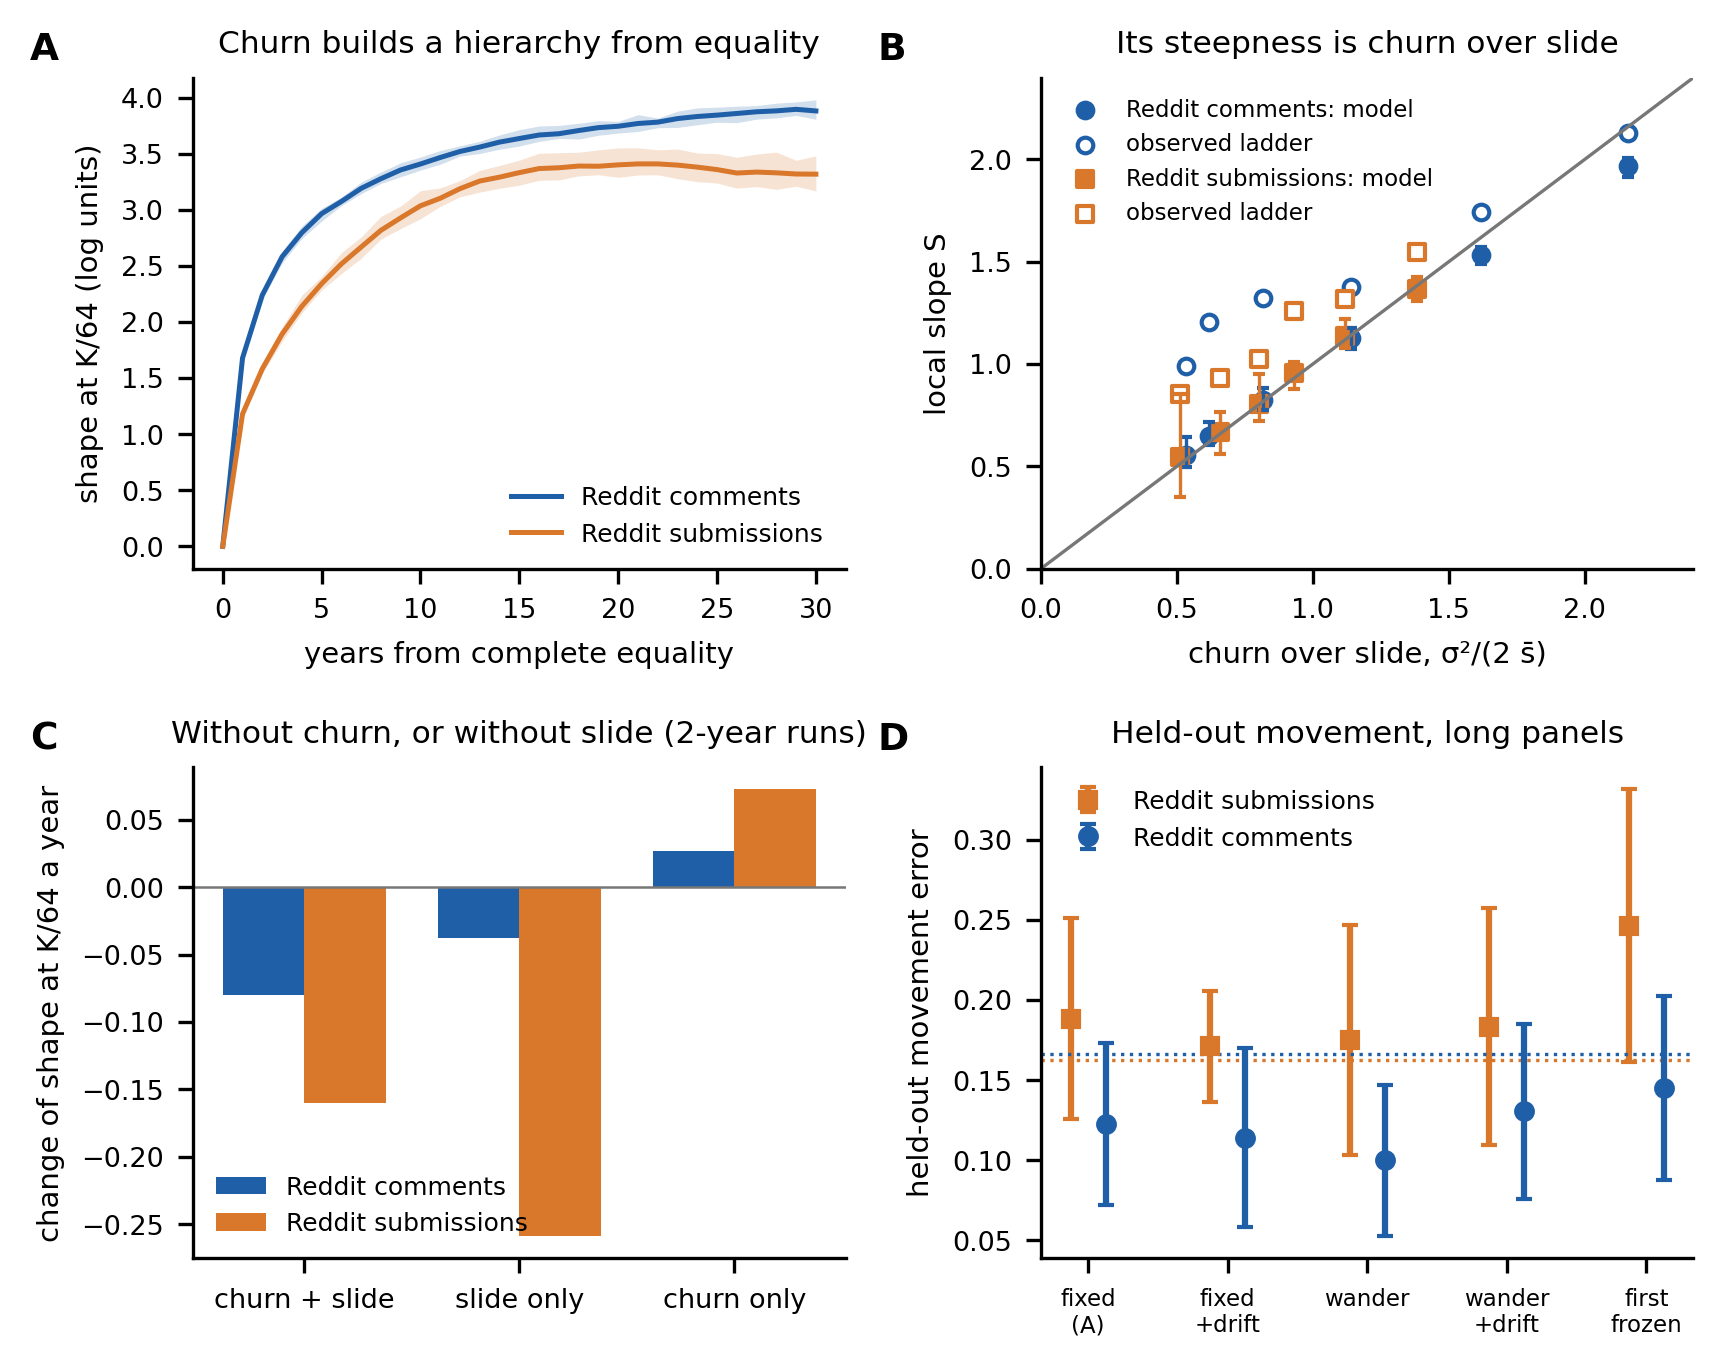 A
Churn builds a hierarchy from equality
shape at K/64 (log units)
4.0
3.5
3.0
2.5
2.0
1.5
1.0
0.5
0.0
Reddit comments
Reddit submissions
0 5 10 15 20 25 30
years from complete equality
B
Its steepness is churn over slide
local slope S
2.0
1.5
1.0
0.5
0.0
Reddit comments: model
observed ladder
Reddit submissions: model
observed ladder
0.0 0.5 1.0 1.5 2.0
churn over slide, σ²/(2 s̄)
C
Without churn, or without slide (2-year runs)
change of shape at K/64 a year
0.05
0.00
−0.05
−0.10
−0.15
−0.20
−0.25
Reddit comments
Reddit submissions
churn + slide slide only churn only
D
Held-out movement, long panels
held-out movement error
0.30
0.25
0.20
0.15
0.10
0.05
Reddit submissions
Reddit comments
fixed fixed wander wander first
(A) +drift +drift frozen